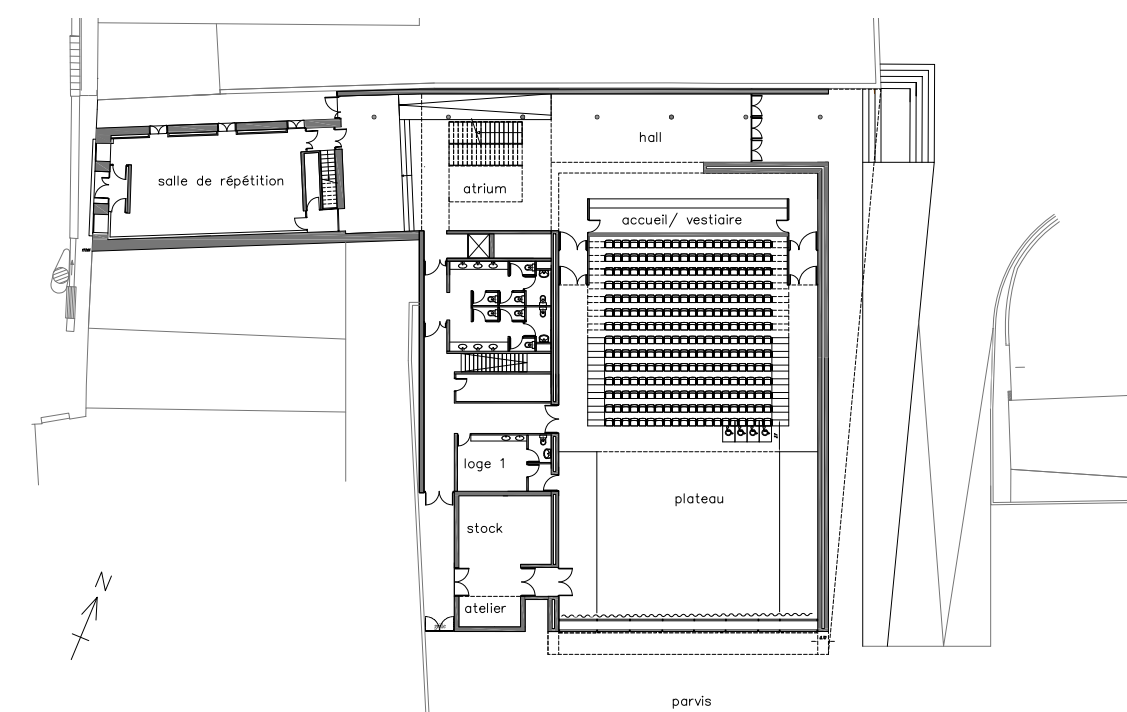 hall
salle de répétition
atrium
accueil/ vestiaire
loge 1
plateau
stock
N
atelier
parvis